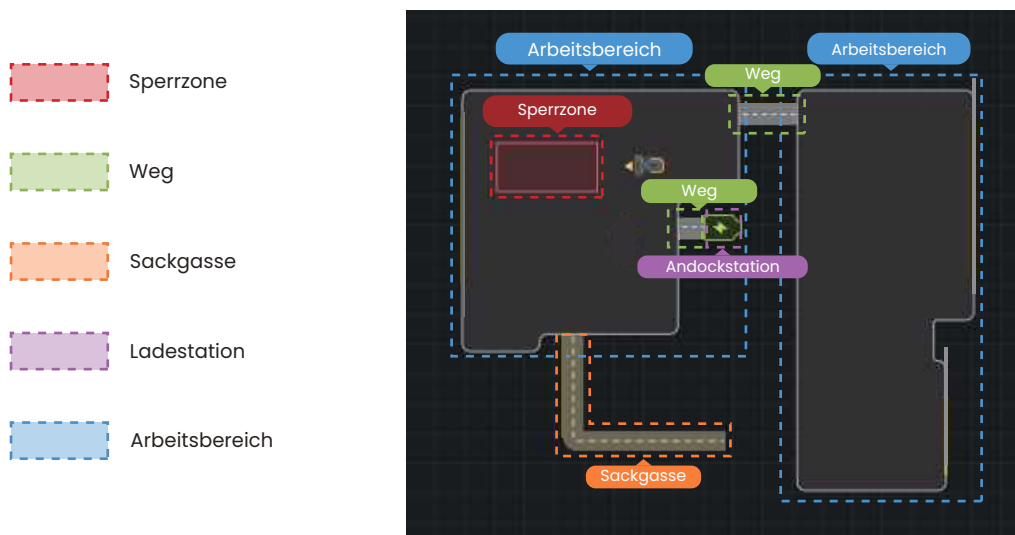 Sperrzone
Weg
Sackgasse
Ladestation
Arbeitsbereich
Arbeitsbereich
Arbeitsbereich
Weg
Sperrzone
Weg
Andockstation
Sackgasse